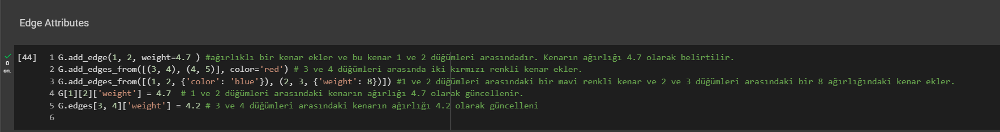 Edge Attributes
[44] 1 G.add_edge(1, 2, weight=4.7 ) #ağırlıklı bir kenar ekler ve bu kenar 1 ve 2 düğümleri arasındadır. Kenarın ağırlığı 4.7 olarak belirtilir.
0 2 G.add_edges_from([(3, 4), (4, 5)], color='red') # 3 ve 4 düğümleri arasında iki kırmızı renkli kenar ekler.
sn. 3 G.add_edges_from([(1, 2, {'color': 'blue'}), (2, 3, {'weight': 8})]) #1 ve 2 düğümleri arasındaki bir mavi renkli kenar ve 2 ve 3 düğümleri arasındaki bir 8 ağırlığındaki kenar ekler.
4 G[1][2]['weight'] = 4.7  # 1 ve 2 düğümleri arasındaki kenarın ağırlığı 4.7 olarak güncellenir.
5 G.edges[3, 4]['weight'] = 4.2 # 3 ve 4 düğümleri arasındaki kenarın ağırlığı 4.2 olarak güncelleni
6